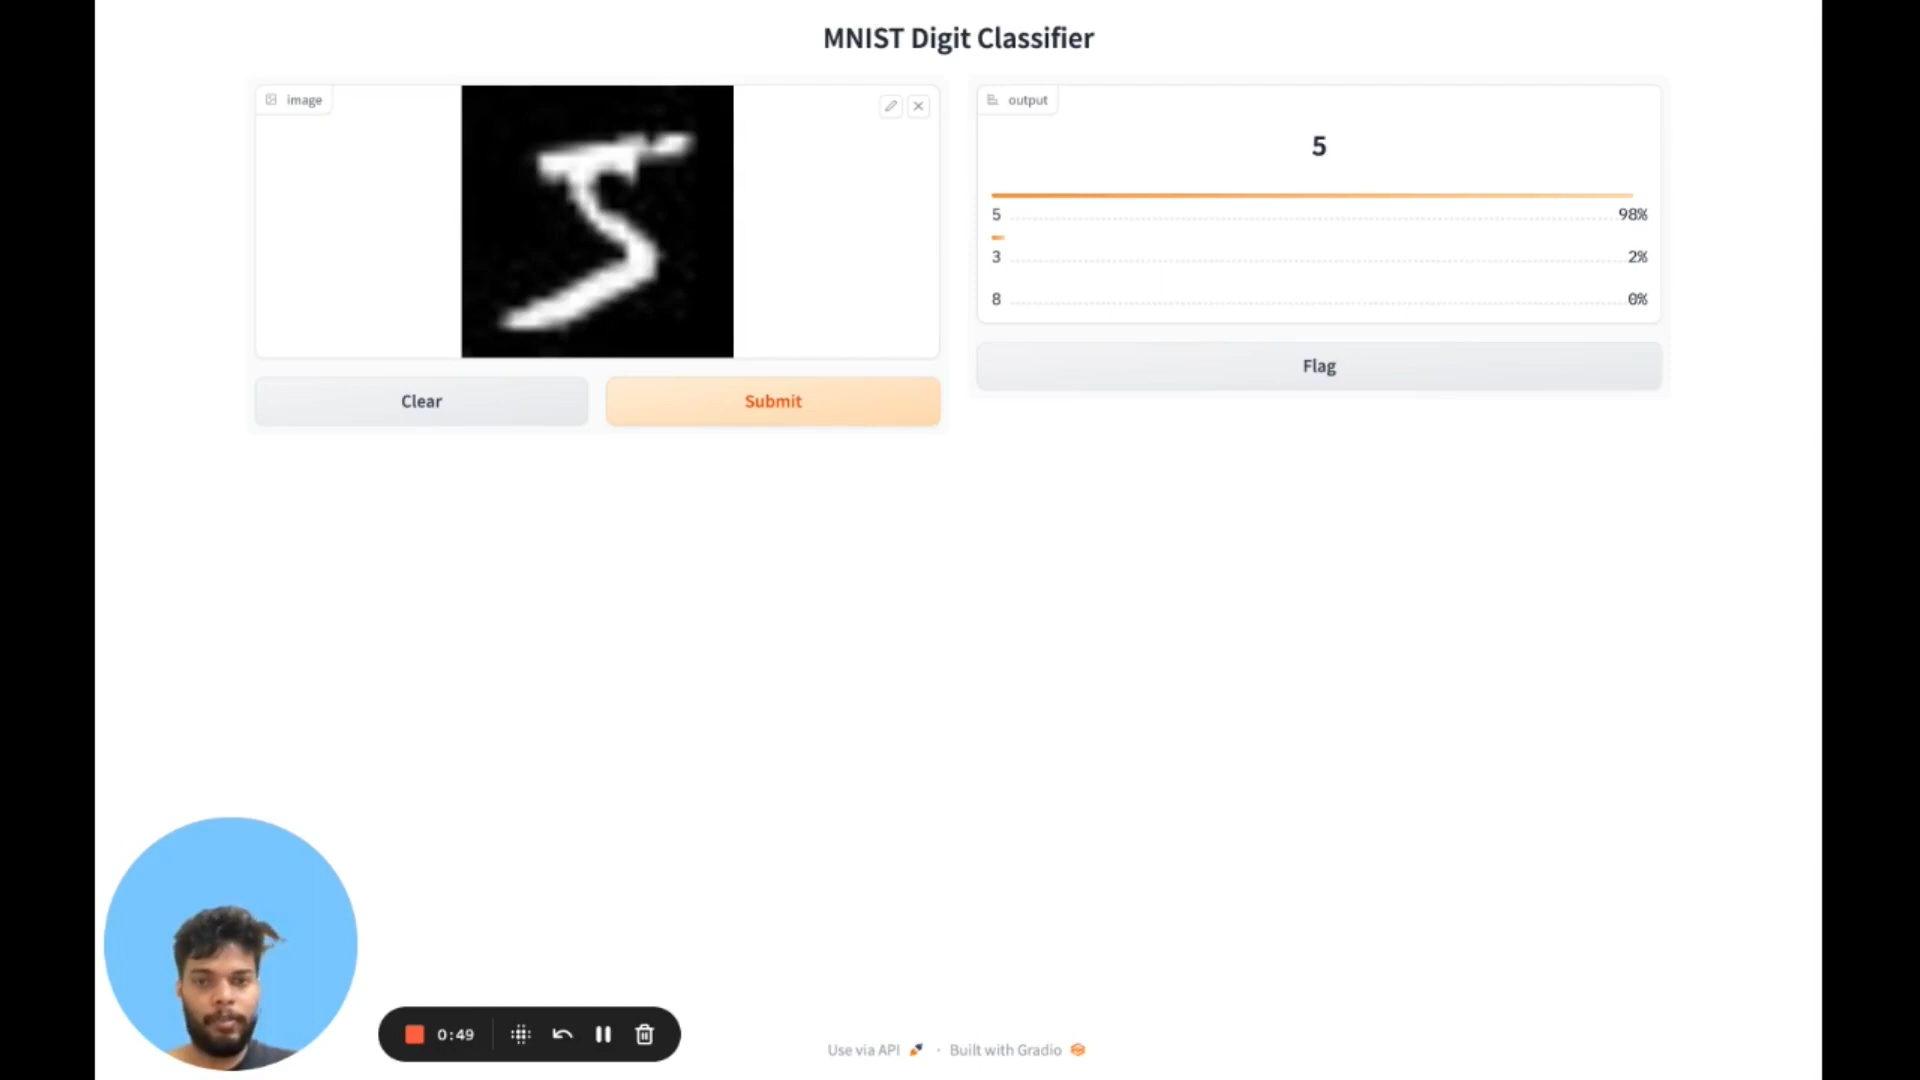 MNIST Digit Classifier
image
5
Clear
Submit
output
5
5 98%
3 2%
8 0%
Flag
0:49
Use via API · Built with Gradio